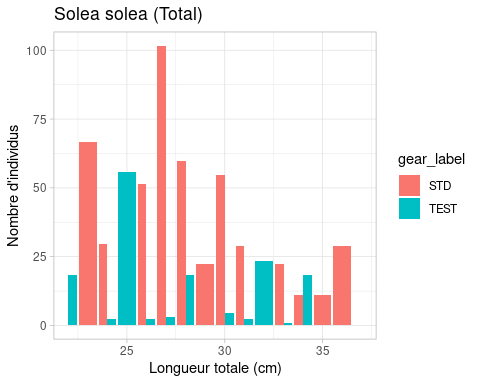 Solea solea (Total)
100
75
50
25
0
Nombre d'individus
25 30 35
Longueur totale (cm)
gear_label
STD
TEST